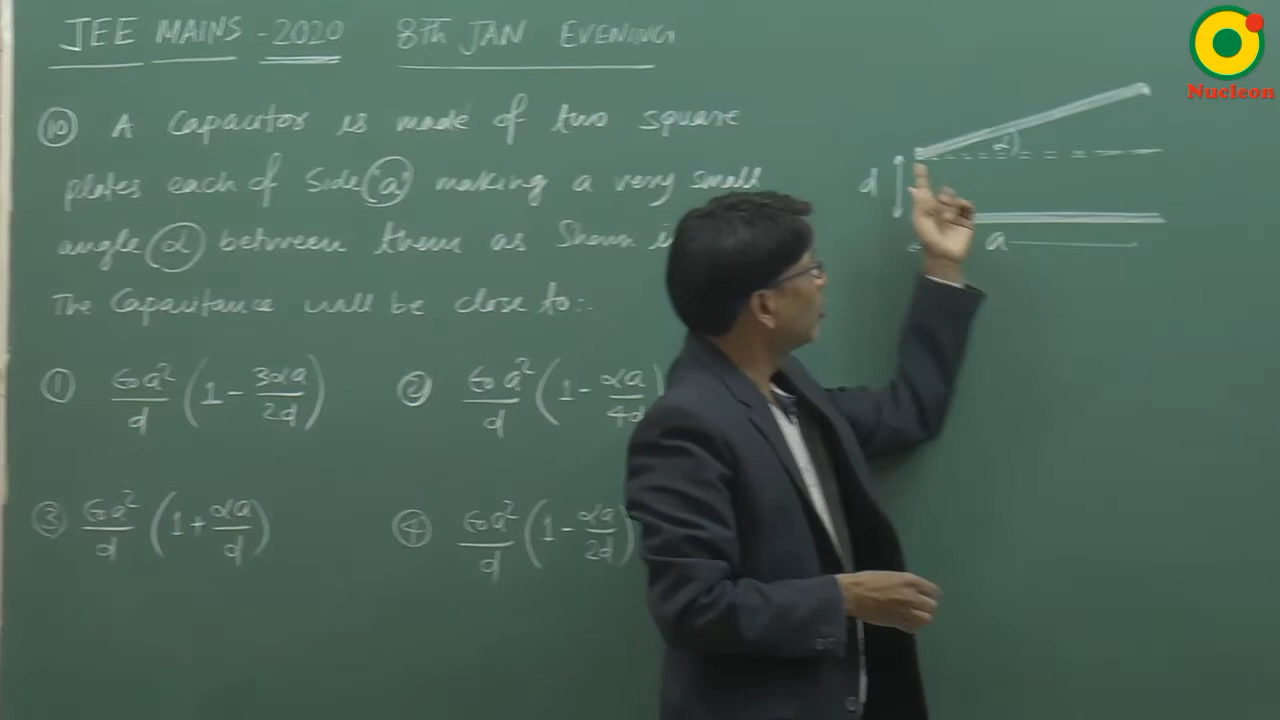 JEE MAINS - 2020 8th JAN EVENING
Nucleon
⑩ A Capacitor is made of two square
plates each of Side 'a' making a very small
angle α between them as Shown
The Capacitance will be close to:-
① ε₀a²/d (1 - 3αa/2d) ② ε₀a²/d (1 - αa/4d)
③ ε₀a²/d (1 + αa/d) ④ ε₀a²/d (1 - αa/2d)
α
d
a